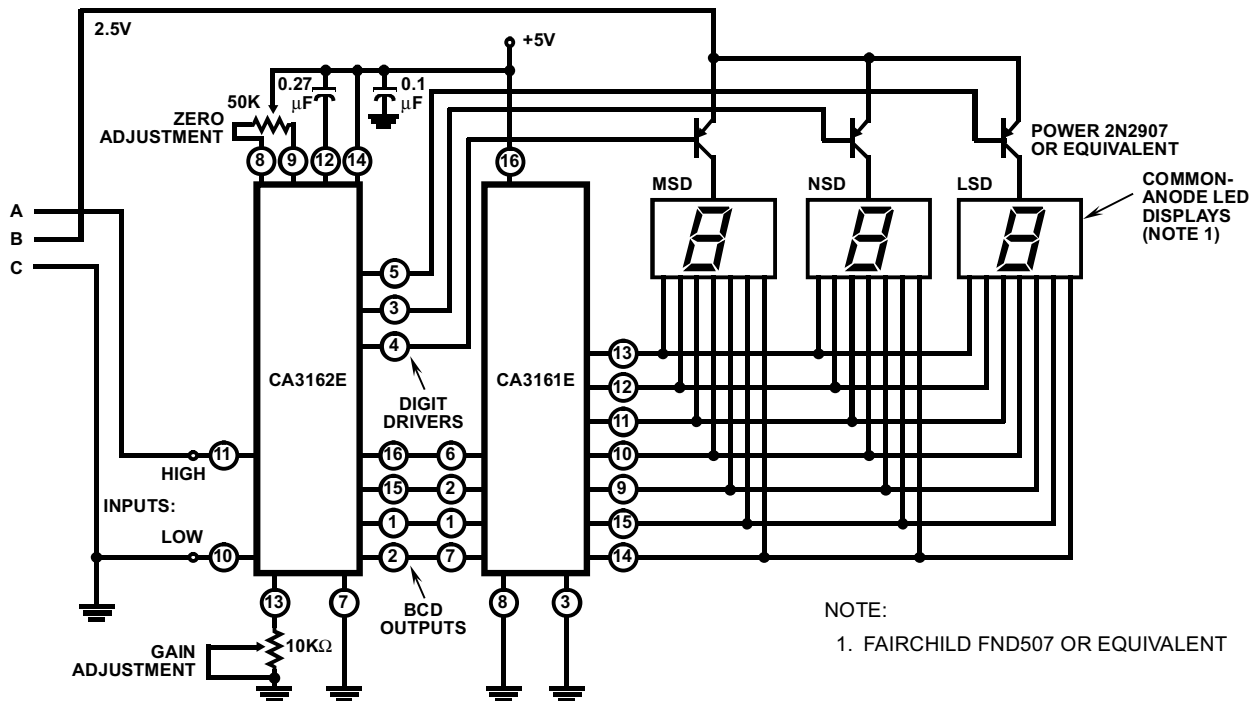 2.5V
+5V
0.27
μF
0.1
μF
50K
ZERO
ADJUSTMENT
8
9
12
14
16
POWER 2N2907
OR EQUIVALENT
MSD
NSD
LSD
COMMON-
ANODE LED
DISPLAYS
(NOTE 1)
A
B
C
5
3
4
CA3162E
CA3161E
DIGIT
DRIVERS
13
12
11
10
9
15
14
11
HIGH
INPUTS:
LOW
10
16
6
15
2
1
1
2
7
13
7
BCD
OUTPUTS
8
3
GAIN
ADJUSTMENT
10KΩ
NOTE:
1. FAIRCHILD FND507 OR EQUIVALENT